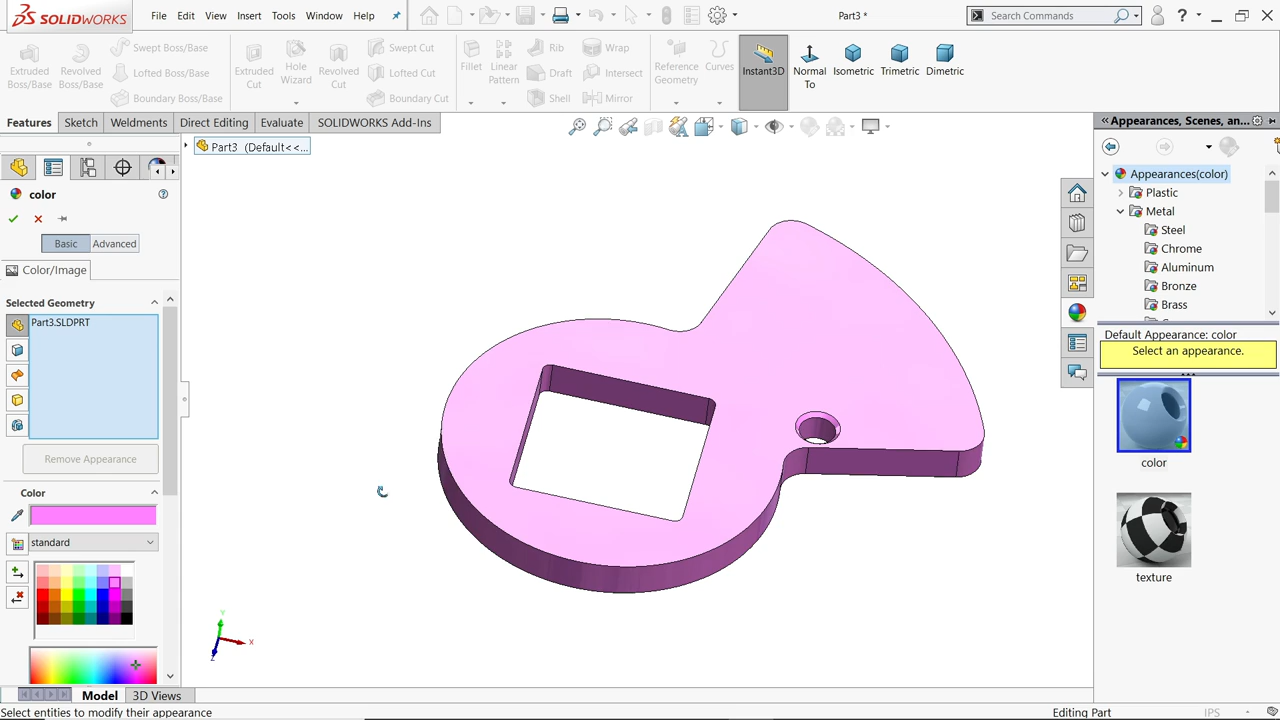 SOLIDWORKS
File Edit View Insert Tools Window Help
Part3 *
Search Commands
Extruded Boss/Base
Revolved Boss/Base
Swept Boss/Base
Lofted Boss/Base
Boundary Boss/Base
Extruded Cut
Hole Wizard
Revolved Cut
Swept Cut
Lofted Cut
Boundary Cut
Fillet
Linear Pattern
Rib
Draft
Shell
Wrap
Intersect
Mirror
Reference Geometry
Curves
Instant3D
Normal To
Isometric
Trimetric
Dimetric
Features Sketch Weldments Direct Editing Evaluate SOLIDWORKS Add-Ins
Part3 (Default<<...
color
Basic Advanced
Color/Image
Selected Geometry
Part3.SLDPRT
Remove Appearance
Color
standard
Y
X
Z
Appearances, Scenes, an...
Appearances(color)
Plastic
Metal
Steel
Chrome
Aluminum
Bronze
Brass
Default Appearance: color
Select an appearance.
color
texture
Model 3D Views
Select entities to modify their appearance
Editing Part
IPS